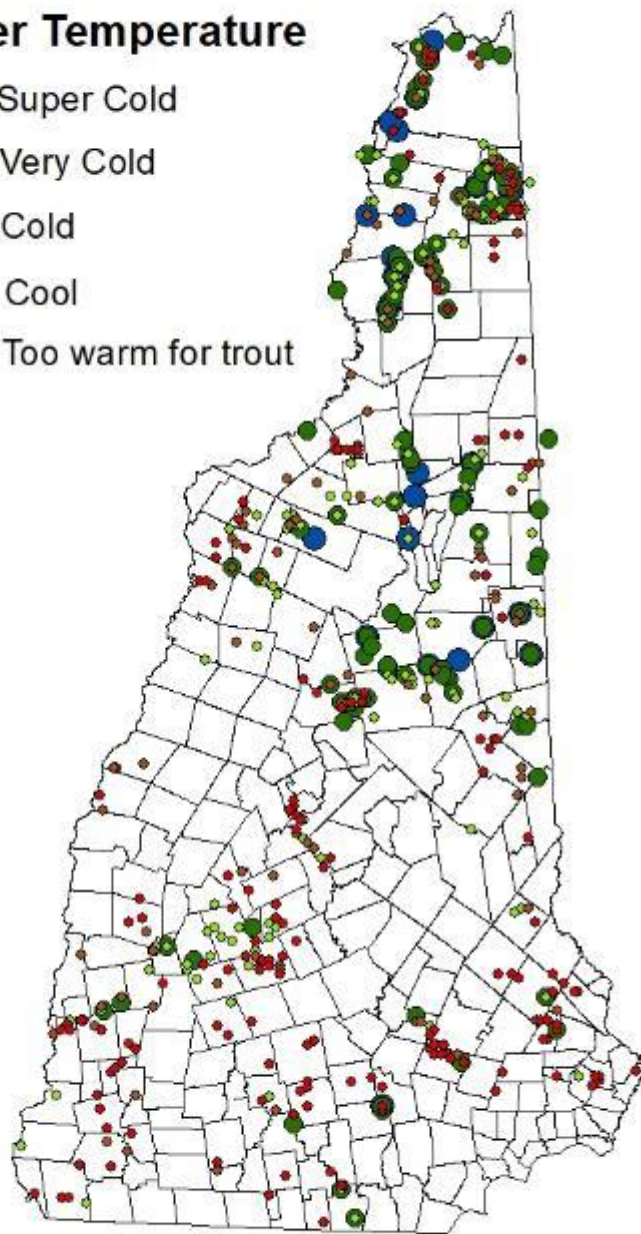 er Temperature
Super Cold
Very Cold
Cold
Cool
Too warm for trout